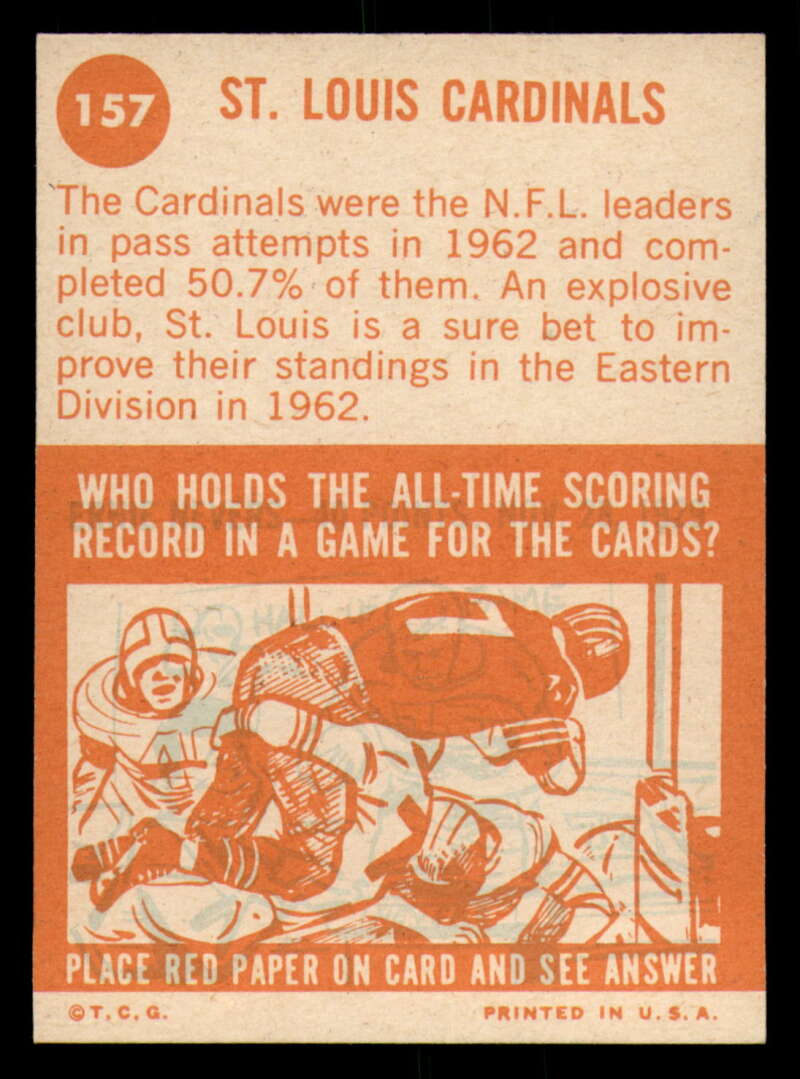 157
ST. LOUIS CARDINALS
The Cardinals were the N.F.L. leaders
in pass attempts in 1962 and com-
pleted 50.7% of them. An explosive
club, St. Louis is a sure bet to im-
prove their standings in the Eastern
Division in 1962.
WHO HOLDS THE ALL-TIME SCORING
RECORD IN A GAME FOR THE CARDS?
PLACE RED PAPER ON CARD AND SEE ANSWER
©T.C.G.
PRINTED IN U.S.A.